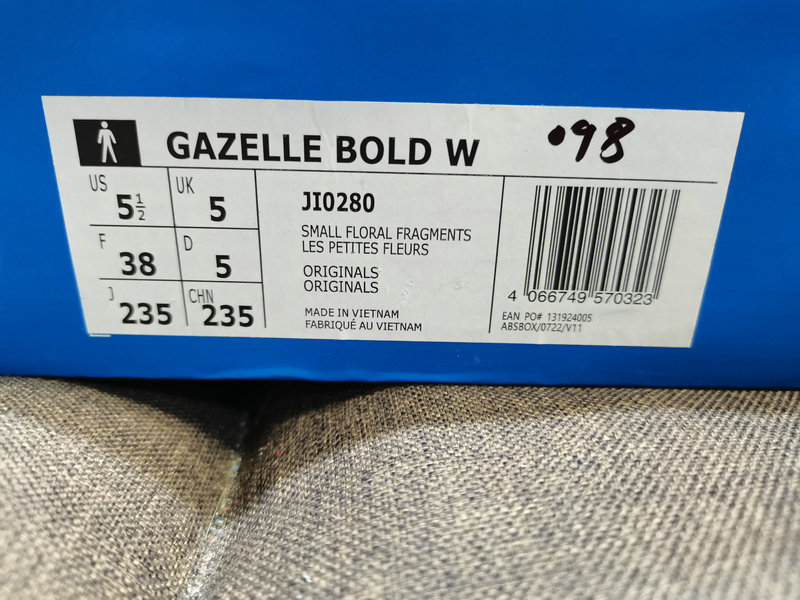 GAZELLE BOLD W
•98
US 5½
UK 5
F 38
D 5
J 235
CHN 235
JI0280
SMALL FLORAL FRAGMENTS
LES PETITES FLEURS
ORIGINALS
ORIGINALS
MADE IN VIETNAM
FABRIQUÉ AU VIETNAM
4 066749 570323
EAN PO# 131924005
ABSBOX/0722/V11